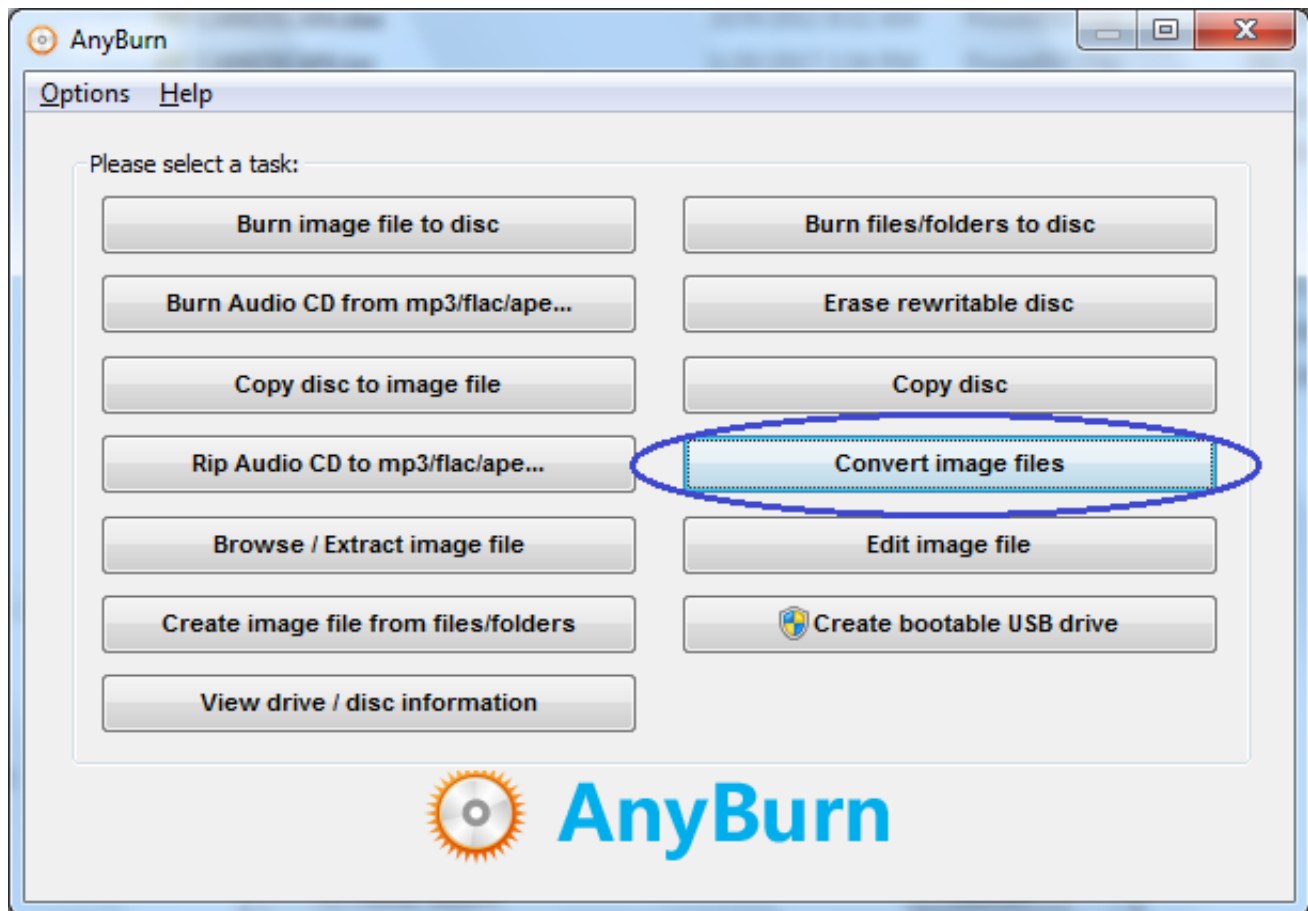 AnyBurn
Options Help
Please select a task:
Burn image file to disc
Burn files/folders to disc
Burn Audio CD from mp3/flac/ape...
Erase rewritable disc
Copy disc to image file
Copy disc
Rip Audio CD to mp3/flac/ape...
Convert image files
Browse / Extract image file
Edit image file
Create image file from files/folders
Create bootable USB drive
View drive / disc information
AnyBurn